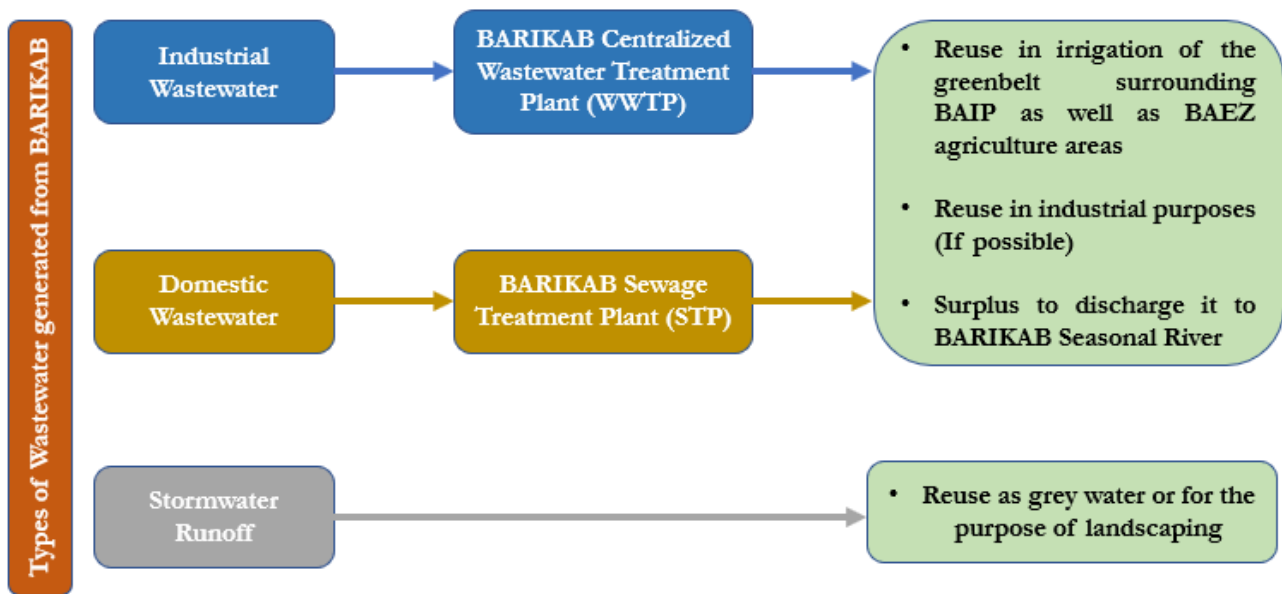 Types of Wastewater generated from BARIKAB
Industrial
Wastewater
BARIKAB Centralized
Wastewater Treatment
Plant (WWTP)
• Reuse in irrigation of the
greenbelt surrounding
BAIP as well as BAEZ
agriculture areas
• Reuse in industrial purposes
(If possible)
• Surplus to discharge it to
BARIKAB Seasonal River
Domestic
Wastewater
BARIKAB Sewage
Treatment Plant (STP)
Stormwater
Runoff
• Reuse as grey water or for the
purpose of landscaping